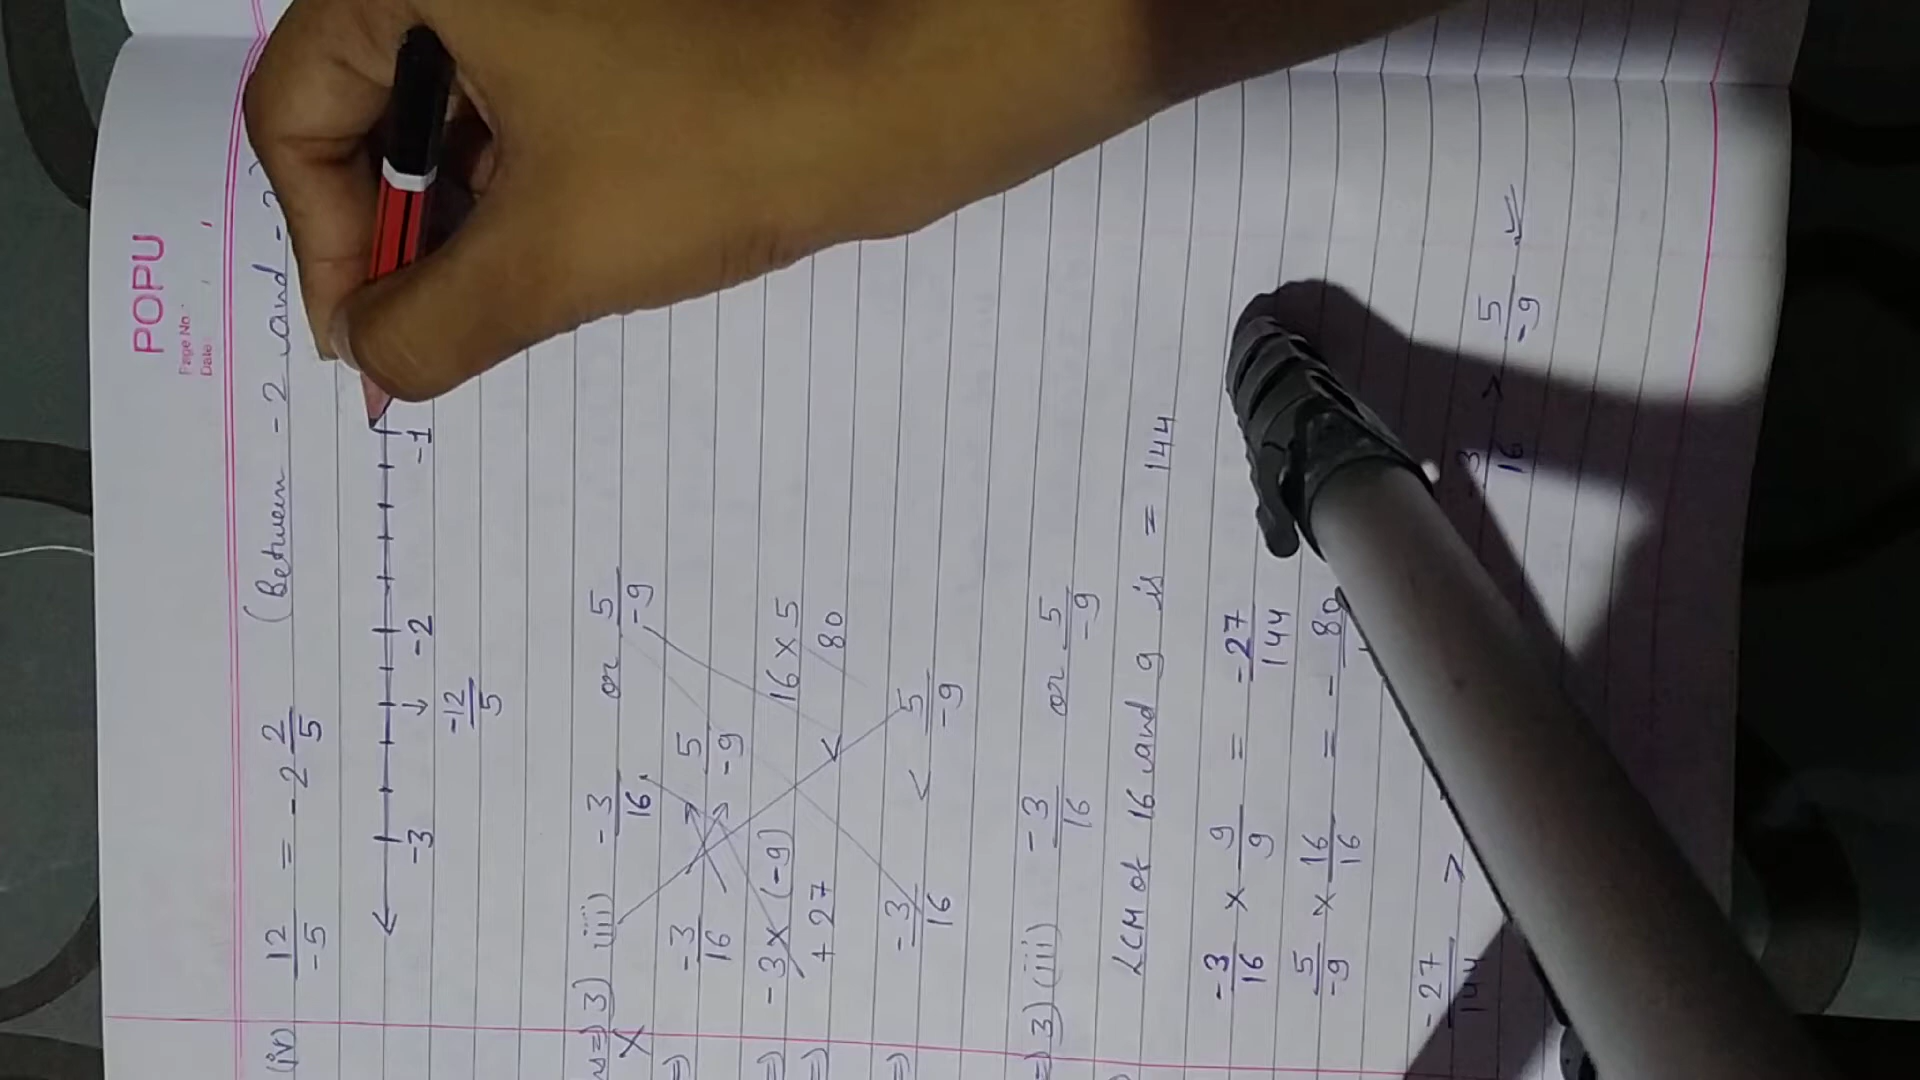 POPU
Page No.
Date
(iv) 12/-5 = -2 2/5 (Between -2 and -
-3 -2 -1
-12/5
3) iii) -3/16 or 5/-9
X
=) -3/16 5/-9
=) -3 × (-9) 16 × 5
=) + 27 80
=) -3/16 < 5/-9
=) 3) (iii) -3/16 or 5/-9
LCM of 16 and 9 is = 144
-3/16 × 9/9 = -27/144
5/-9 × 16/16 = - 80
-27/144 >
-3/16 > 5/-9